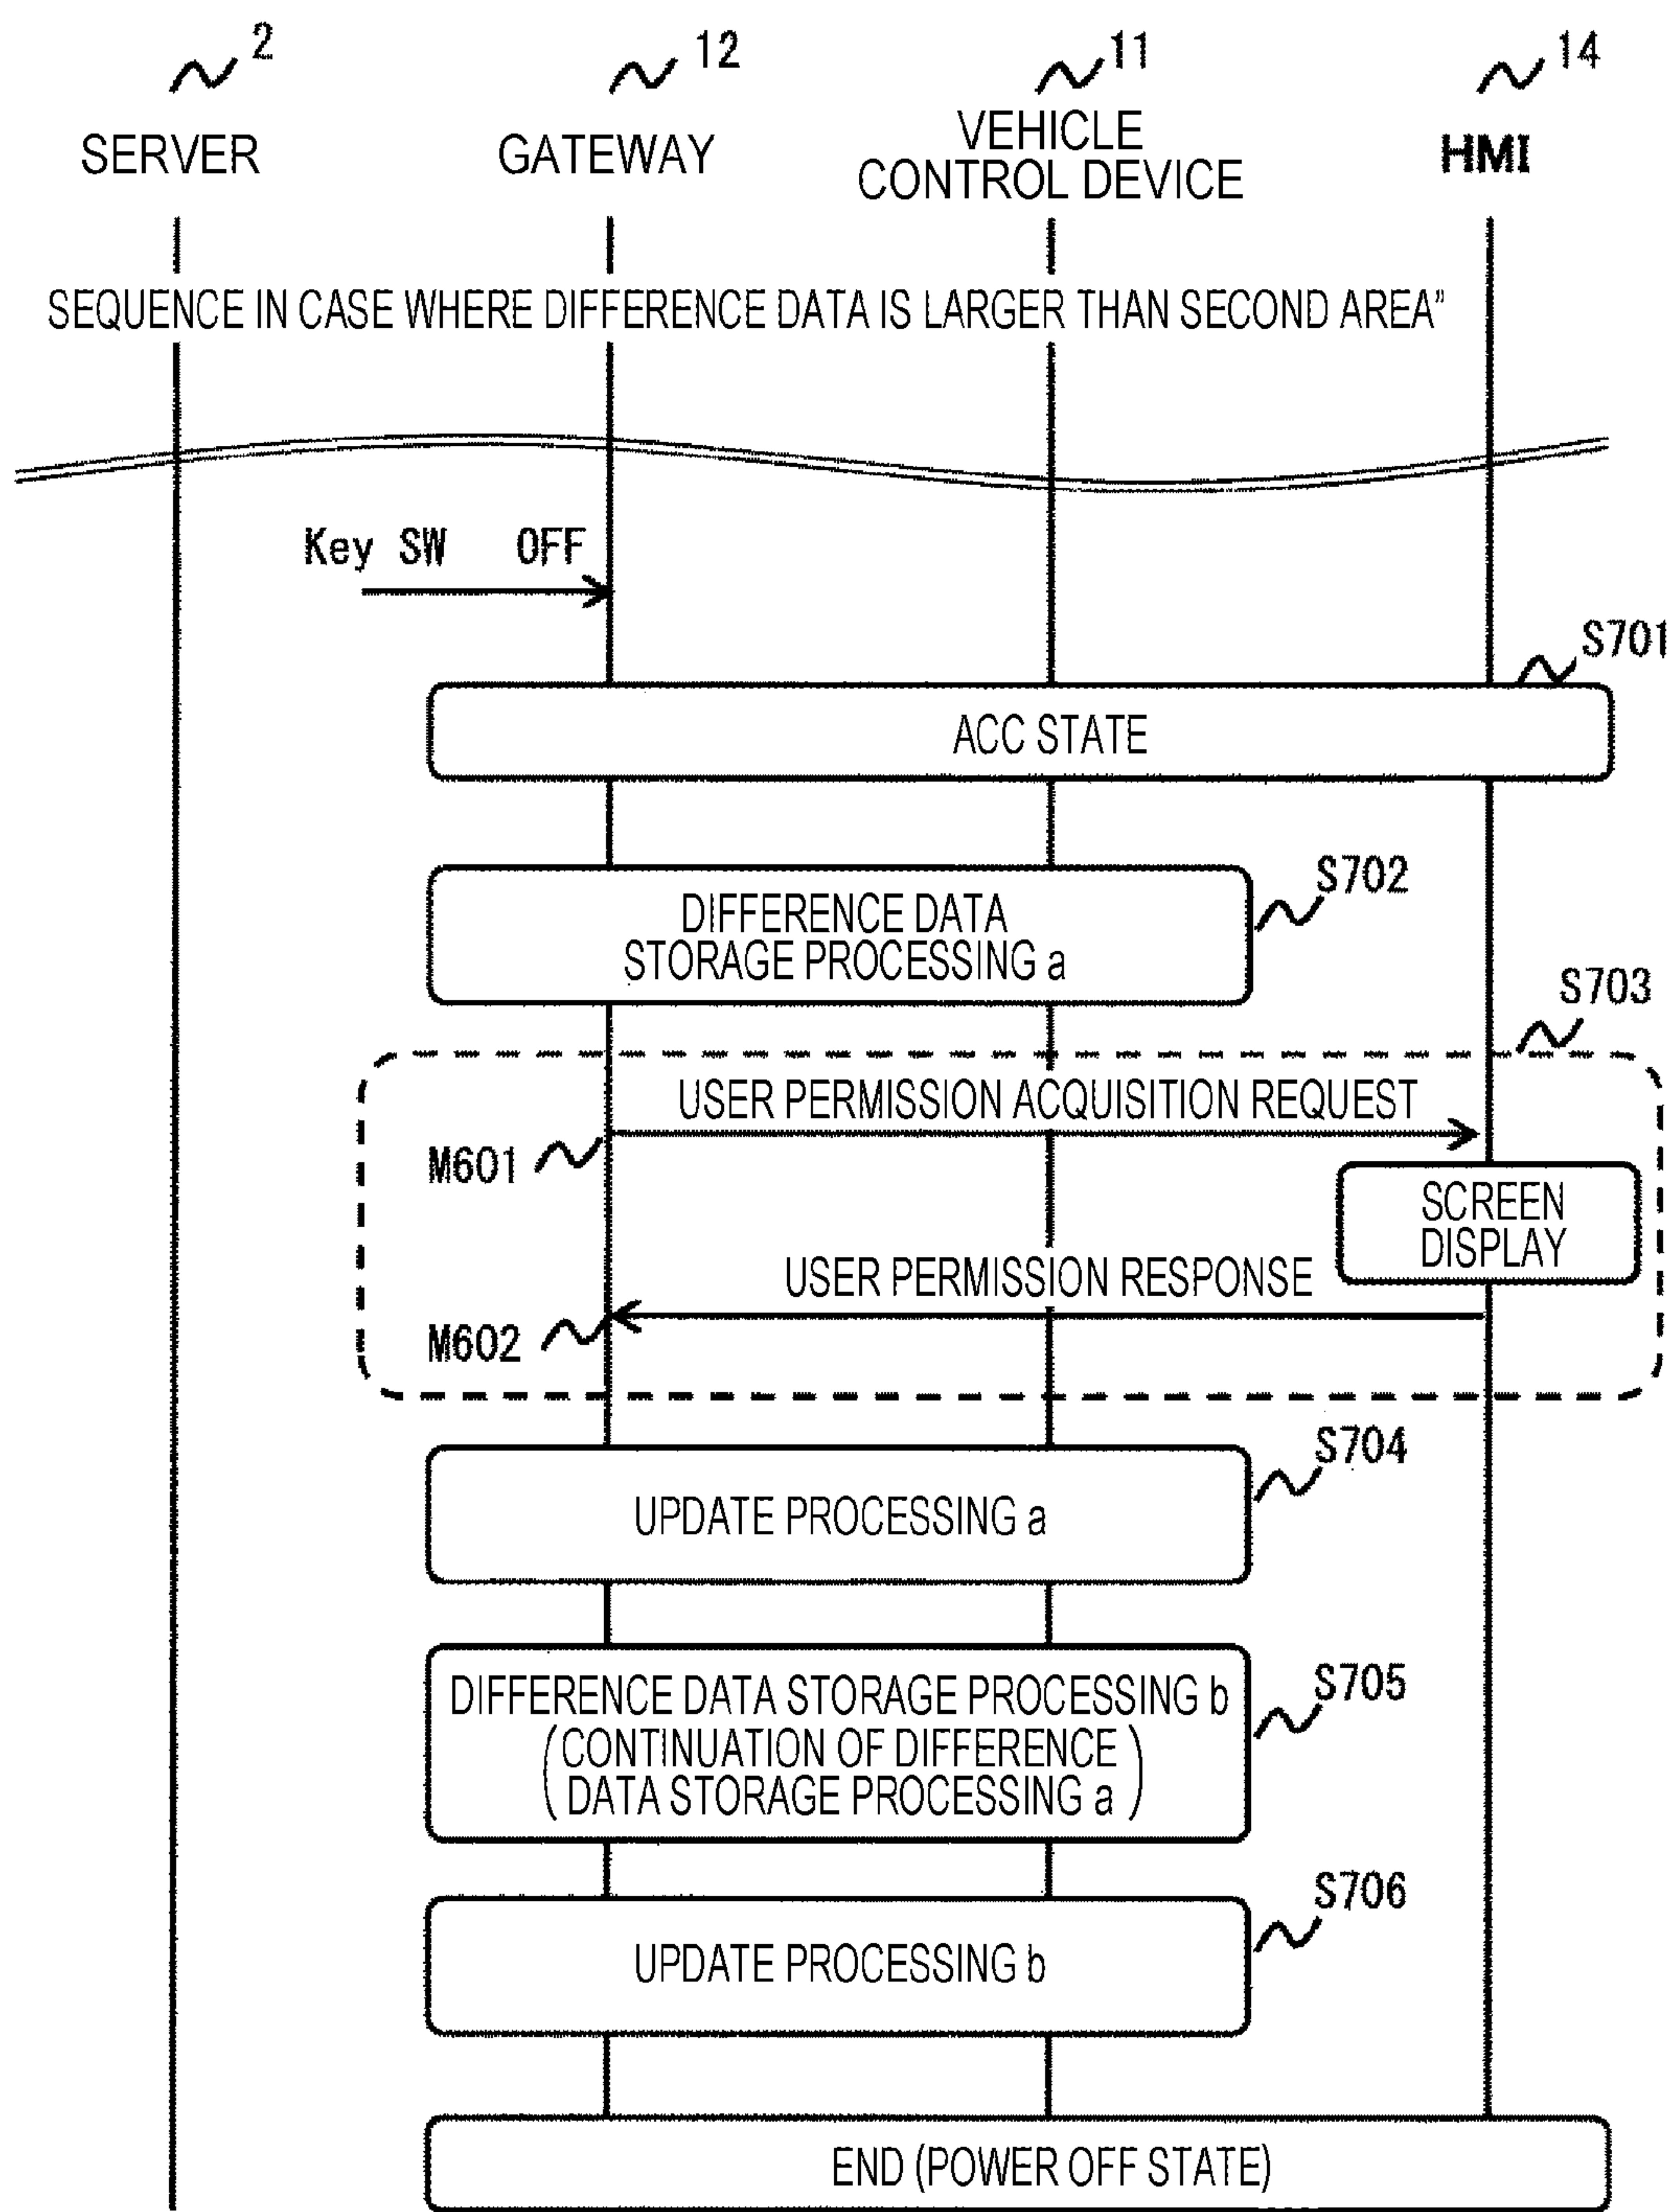 2
12
11
14
SERVER
GATEWAY
VEHICLE
CONTROL DEVICE
HMI
SEQUENCE IN CASE WHERE DIFFERENCE DATA IS LARGER THAN SECOND AREA”
Key SW OFF
S701
ACC STATE
S702
DIFFERENCE DATA
STORAGE PROCESSING a
S703
USER PERMISSION ACQUISITION REQUEST
M601
SCREEN
DISPLAY
USER PERMISSION RESPONSE
M602
S704
UPDATE PROCESSING a
S705
DIFFERENCE DATA STORAGE PROCESSING b
(CONTINUATION OF DIFFERENCE
DATA STORAGE PROCESSING a)
S706
UPDATE PROCESSING b
END (POWER OFF STATE)